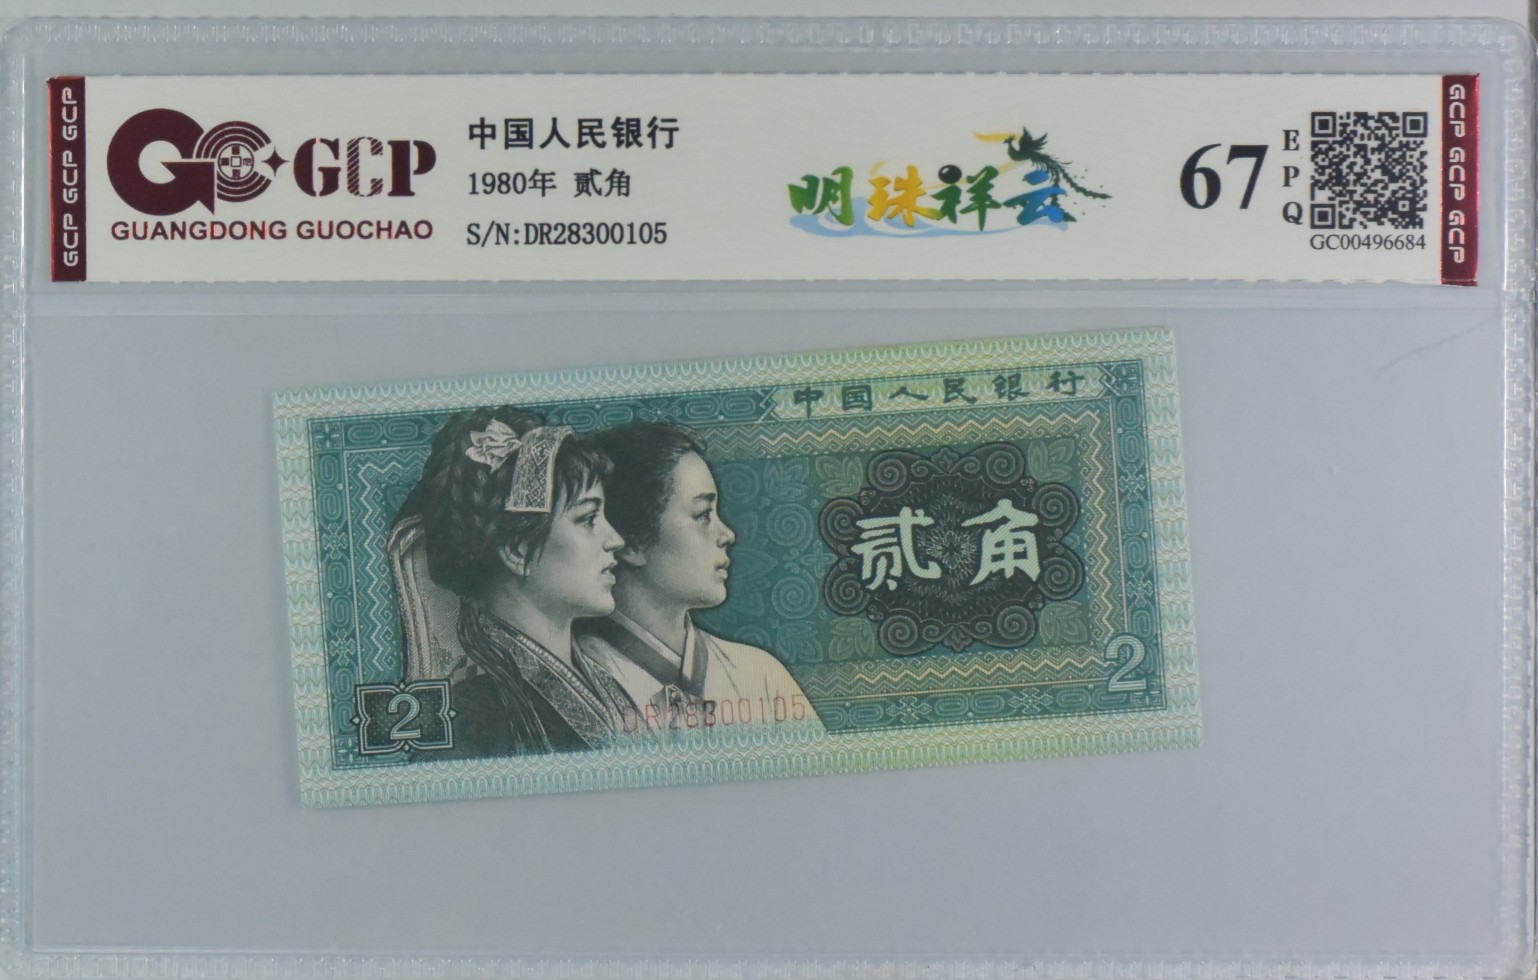 GCP GCP GCP
GCP
GUANGDONG GUOCHAO
中国人民银行
1980年 贰角
S/N:DR28300105
明珠祥云
67
EPQ
GC00496684
GCP GCP GCP
中国人民银行
贰角
2
2
DR28300105